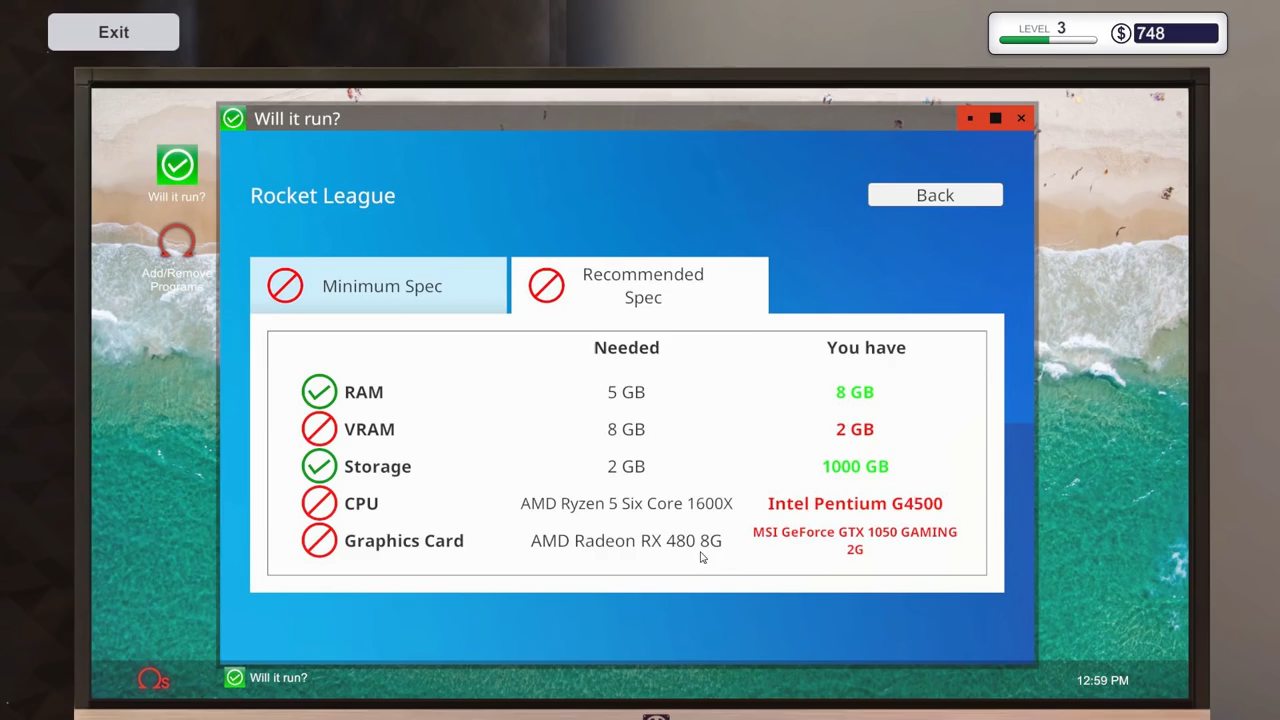 Exit
LEVEL 3
$ 748
Will it run?
Will it run?
Rocket League
Back
Add/Remove
Programs
Minimum Spec
Recommended
Spec
Needed
You have
RAM
5 GB
8 GB
VRAM
8 GB
2 GB
Storage
2 GB
1000 GB
CPU
AMD Ryzen 5 Six Core 1600X
Intel Pentium G4500
Graphics Card
AMD Radeon RX 480 8G
MSI GeForce GTX 1050 GAMING
2G
Ωs
Will it run?
12:59 PM